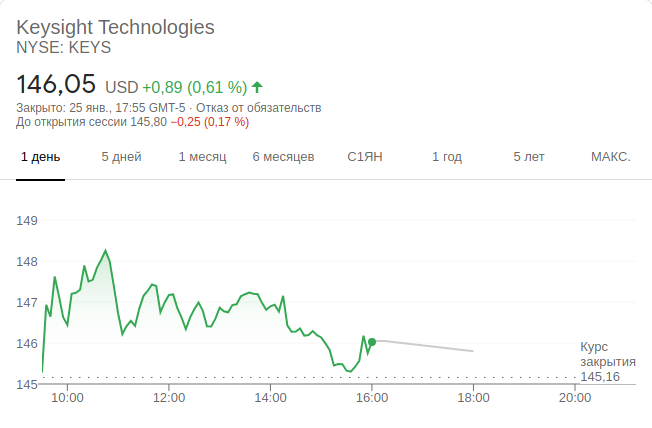 Keysight Technologies
NYSE: KEYS
146,05 USD +0,89 (0,61 %)
Закрыто: 25 янв., 17:55 GMT-5 · Отказ от обязательств
До открытия сессии 145,80 −0,25 (0,17 %)
1 день 5 дней 1 месяц 6 месяцев С1ЯН 1 год 5 лет МАКС.
149
148
147
146
145
Курс
закрытия
145,16
10:00 12:00 14:00 16:00 18:00 20:00